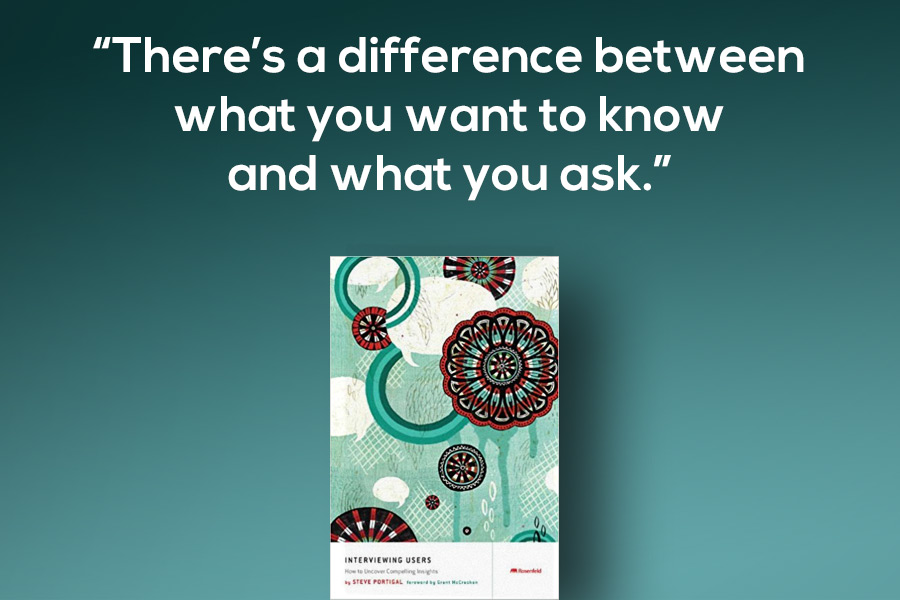 “There’s a difference between
what you want to know
and what you ask.”
INTERVIEWING USERS
How to Uncover Compelling Insights
by STEVE PORTIGAL foreword by Grant McCracken
Rosenfeld